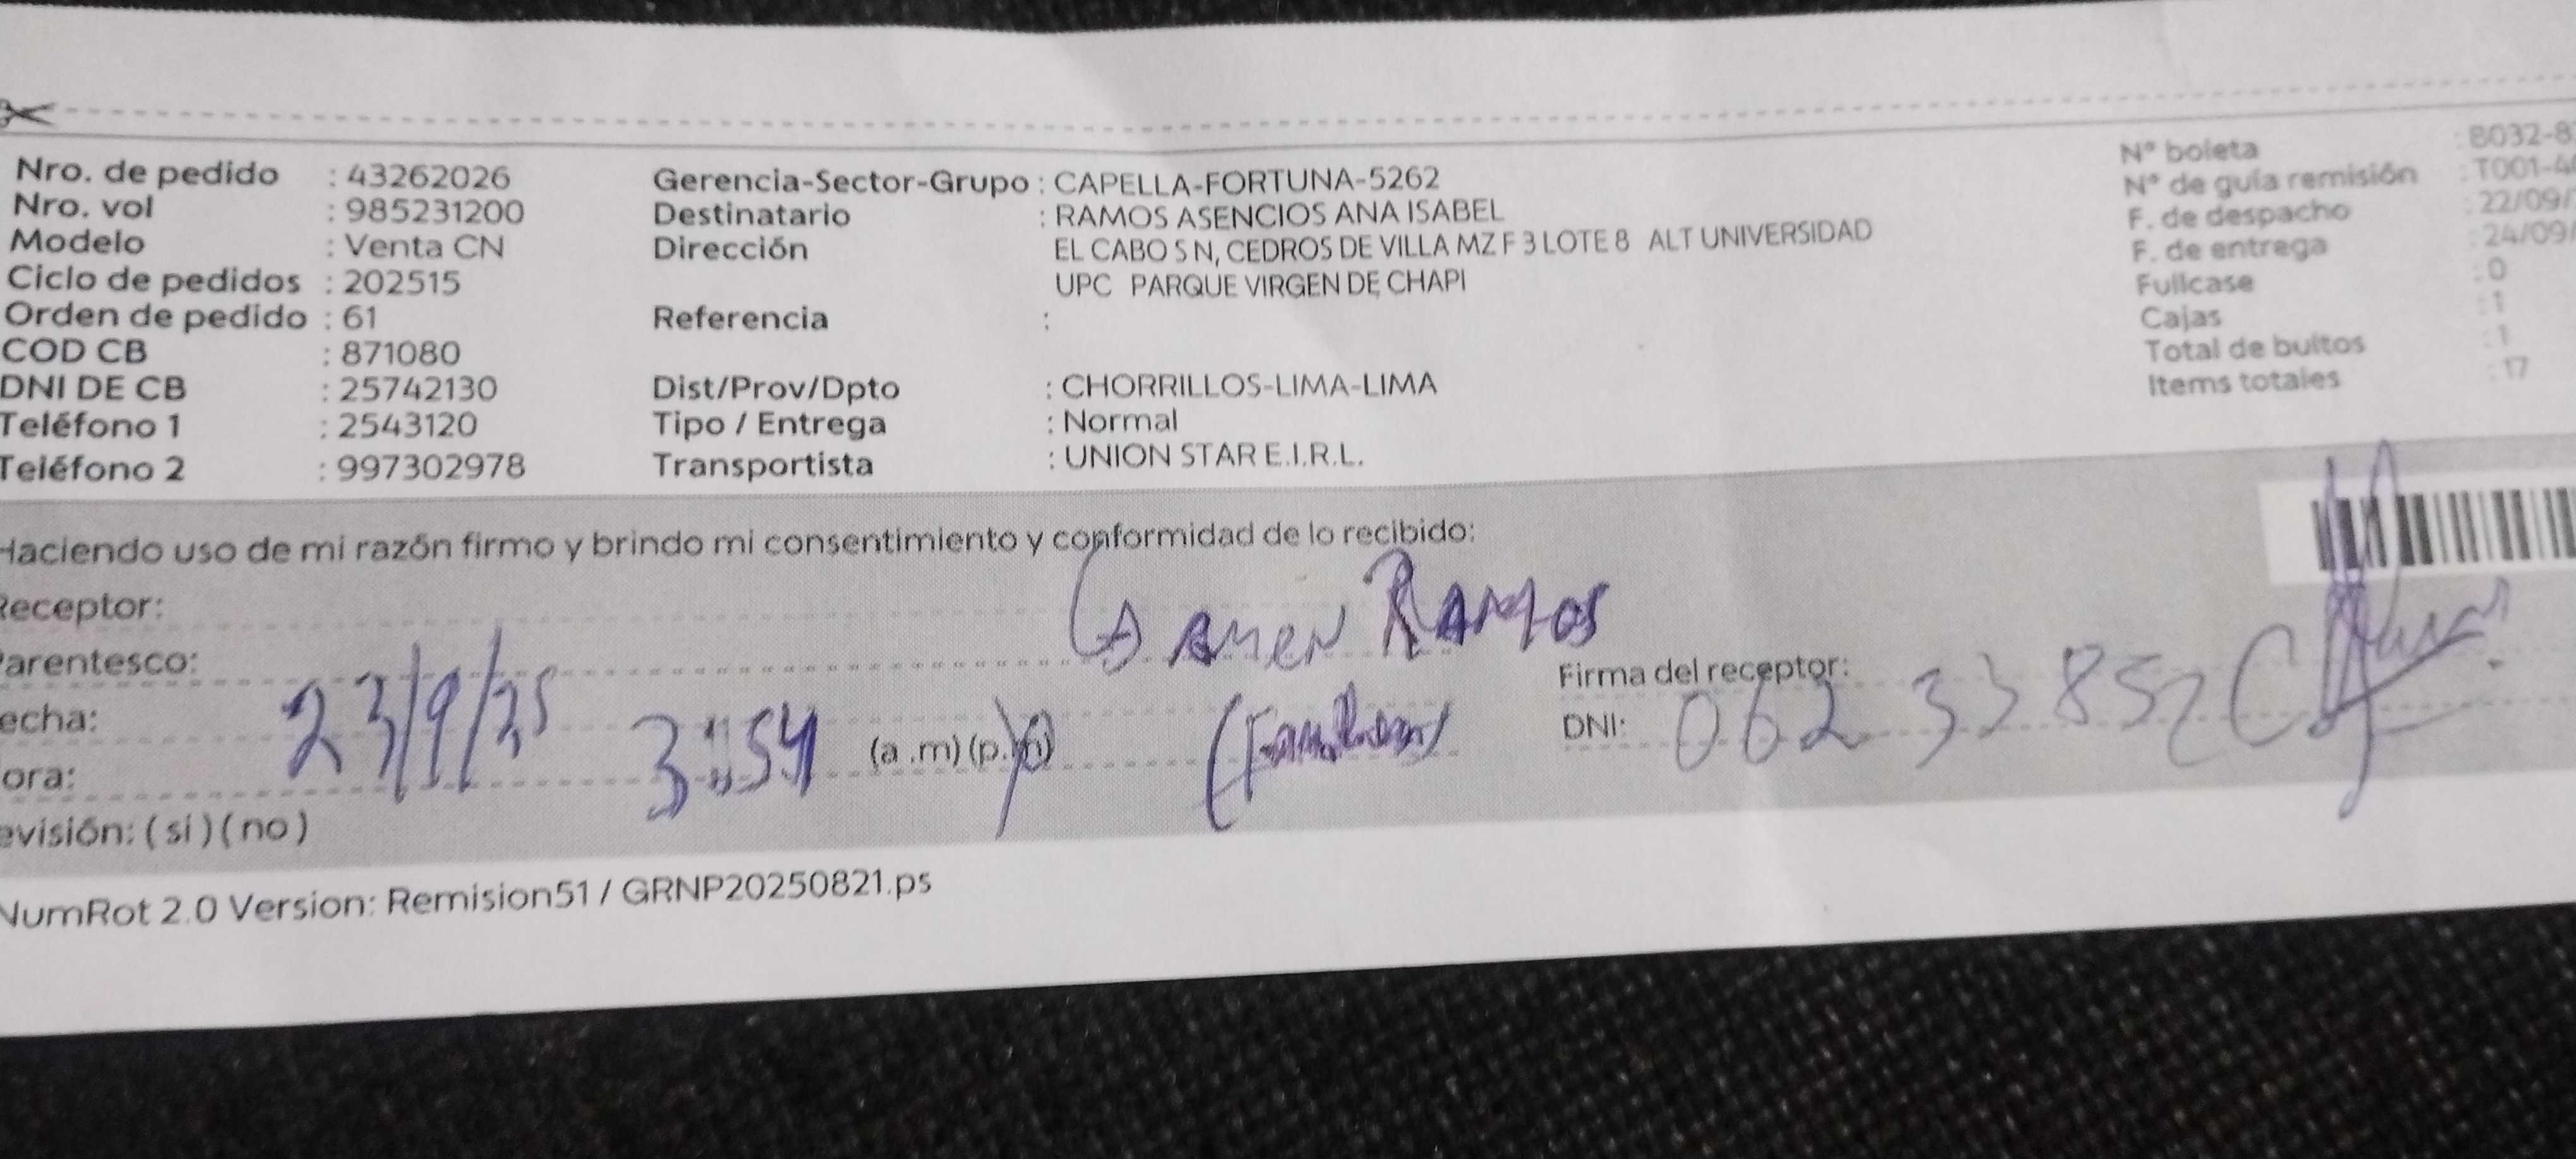 Nro. de pedido : 43262026
Nro. vol : 985231200
Modelo : Venta CN
Ciclo de pedidos : 202515
Orden de pedido : 61
COD CB : 871080
DNI DE CB : 25742130
Teléfono 1 : 2543120
Teléfono 2 : 997302978
Gerencia-Sector-Grupo : CAPELLA-FORTUNA-5262
Destinatario : RAMOS ASENCIOS ANA ISABEL
Dirección EL CABO S N, CEDROS DE VILLA MZ F 3 LOTE 8 ALT UNIVERSIDAD
UPC PARQUE VIRGEN DE CHAPI
Referencia :
Dist/Prov/Dpto : CHORRILLOS-LIMA-LIMA
Tipo / Entrega : Normal
Transportista : UNION STAR E.I.R.L.
N° boleta : B032-8
N° de guía remisión : T001-4
F. de despacho : 22/09/
F. de entrega : 24/09/
Fullcase : 0
Cajas : 1
Total de bultos : 1
Items totales : 17
Haciendo uso de mi razón firmo y brindo mi consentimiento y conformidad de lo recibido:
Receptor: RAMOS
Parentesco:
Firma del receptor:
echa: 23/9/25
ora: 3:54 (a .m) (p.m)
DNI: 06233852
evisión: ( si ) ( no )
NumRot 2.0 Version: Remision51 / GRNP20250821.ps